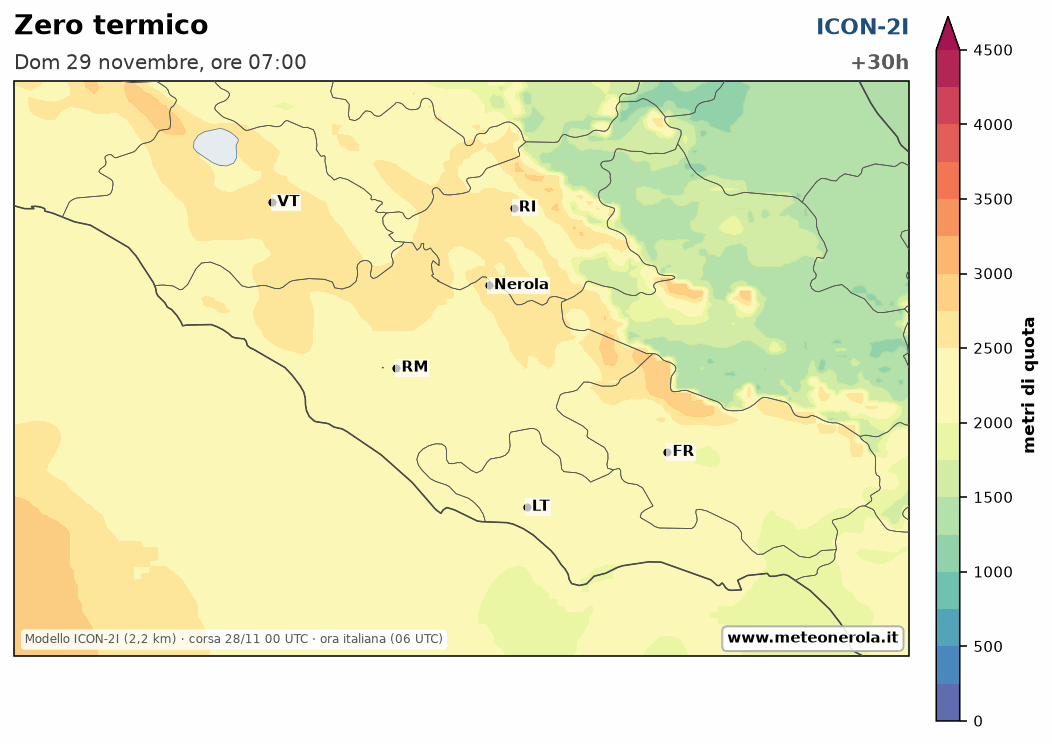 Zero termico
ICON-2I
Dom 29 novembre, ore 07:00
+30h
4500
4000
3500
3000
2500
2000
1500
1000
500
0
metri di quota
VT
RI
Nerola
RM
FR
LT
Modello ICON-2I (2,2 km) · corsa 28/11 00 UTC · ora italiana (06 UTC)
www.meteonerola.it